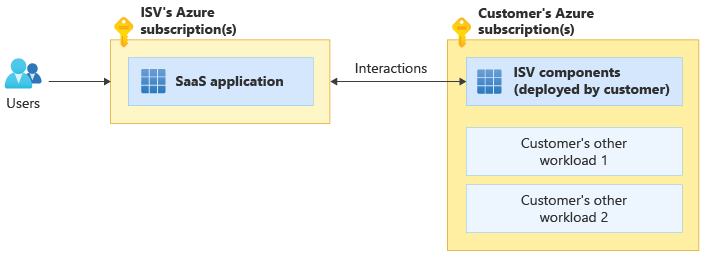 ISV's Azure
subscription(s)
Customer's Azure
subscription(s)
Users
SaaS application
Interactions
ISV components
(deployed by customer)
Customer's other
workload 1
Customer's other
workload 2